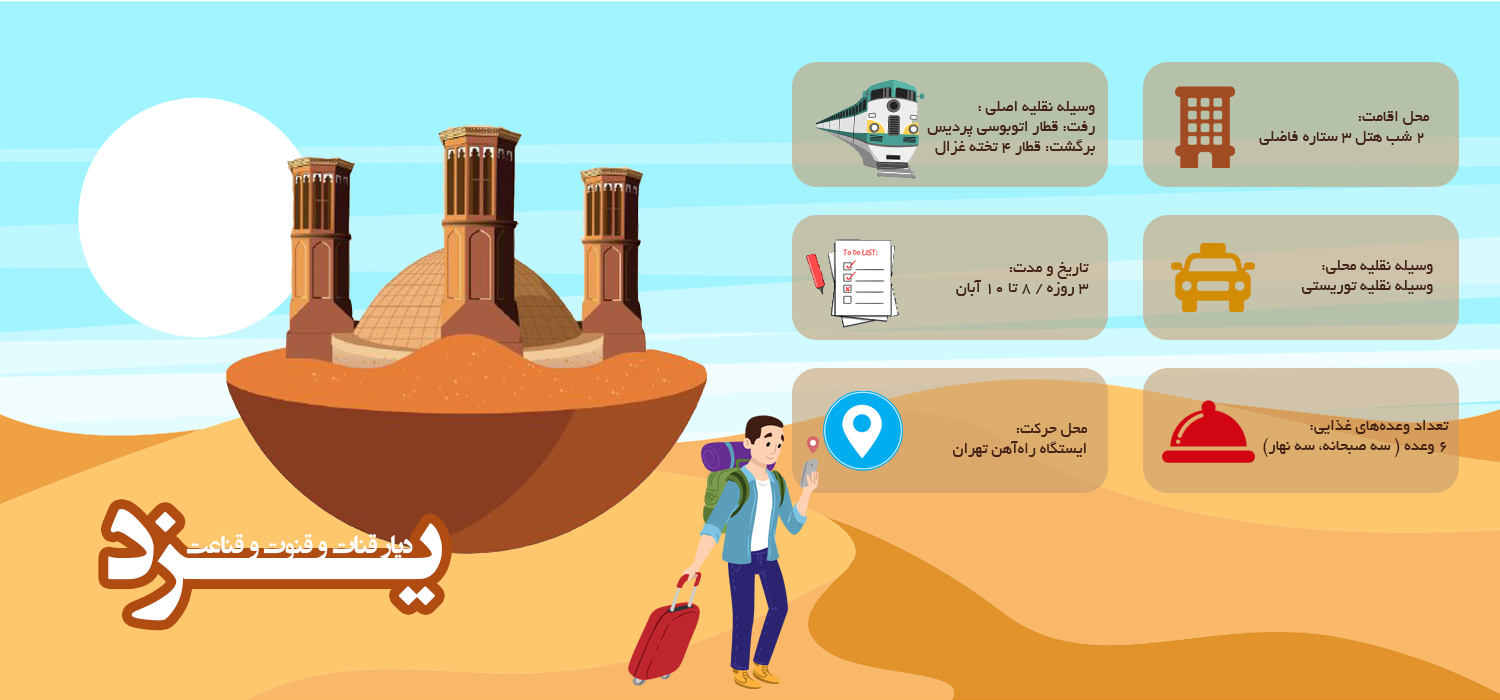 محل اقامت:
۲ شب هتل ۳ ستاره فاضلی
وسیله نقلیه اصلی :
رفت: قطار اتوبوسی پردیس
برگشت: قطار ۴ تخته غزال
وسیله نقلیه محلی:
وسیله نقلیه توریستی
تاریخ و مدت:
۳ روزه / ۸ تا ۱۰ آبان
To Do LIST:
تعداد وعده‌های غذایی:
۶ وعده ( سه صبحانه، سه نهار)
محل حرکت:
ایستگاه راه‌آهن تهران
دیار قنات و قنوت و قناعت
یزد